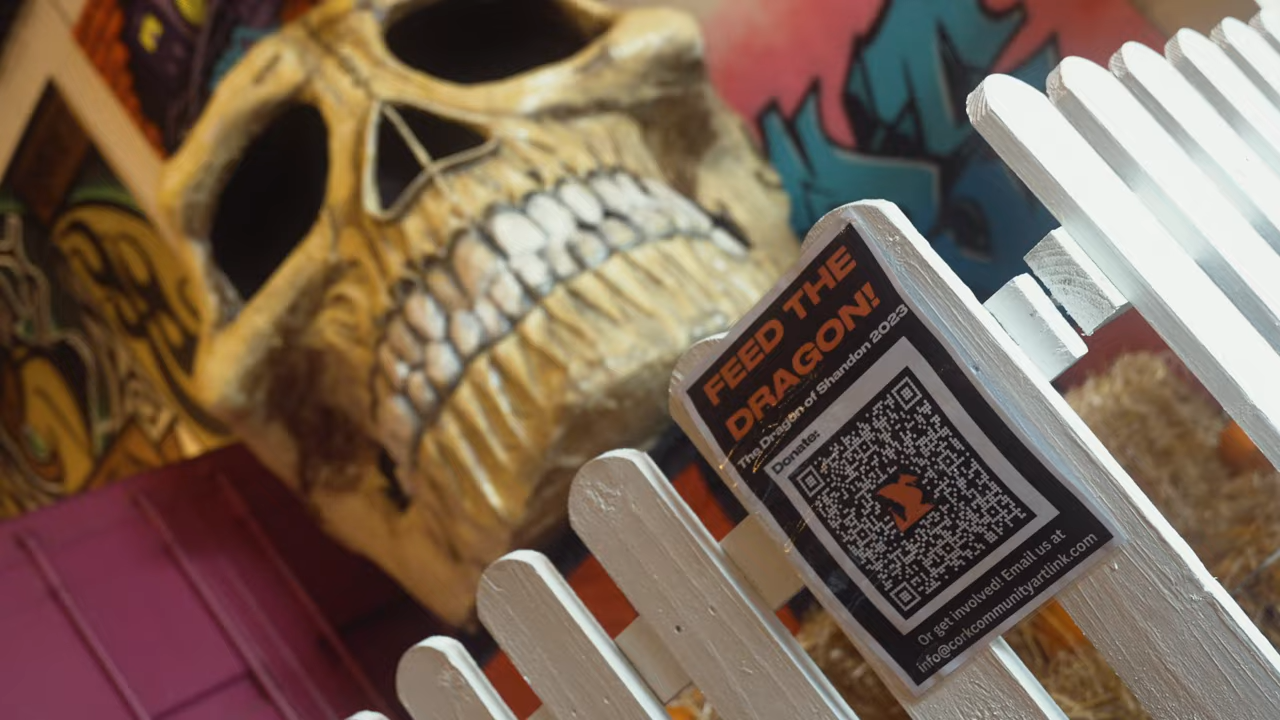 FEED THE
DRAGON!
The Dragon of Shandon 2023
Donate:
Or get involved! Email us at
info@corkcommunityartlink.com